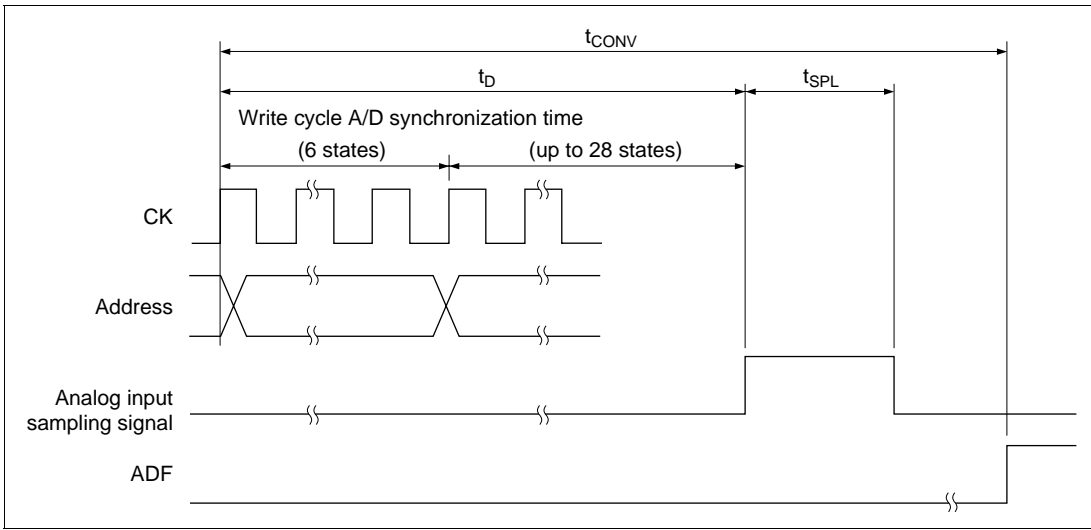 tCONV
tD tSPL
Write cycle A/D synchronization time
(6 states) (up to 28 states)
CK
Address
Analog input
sampling signal
ADF